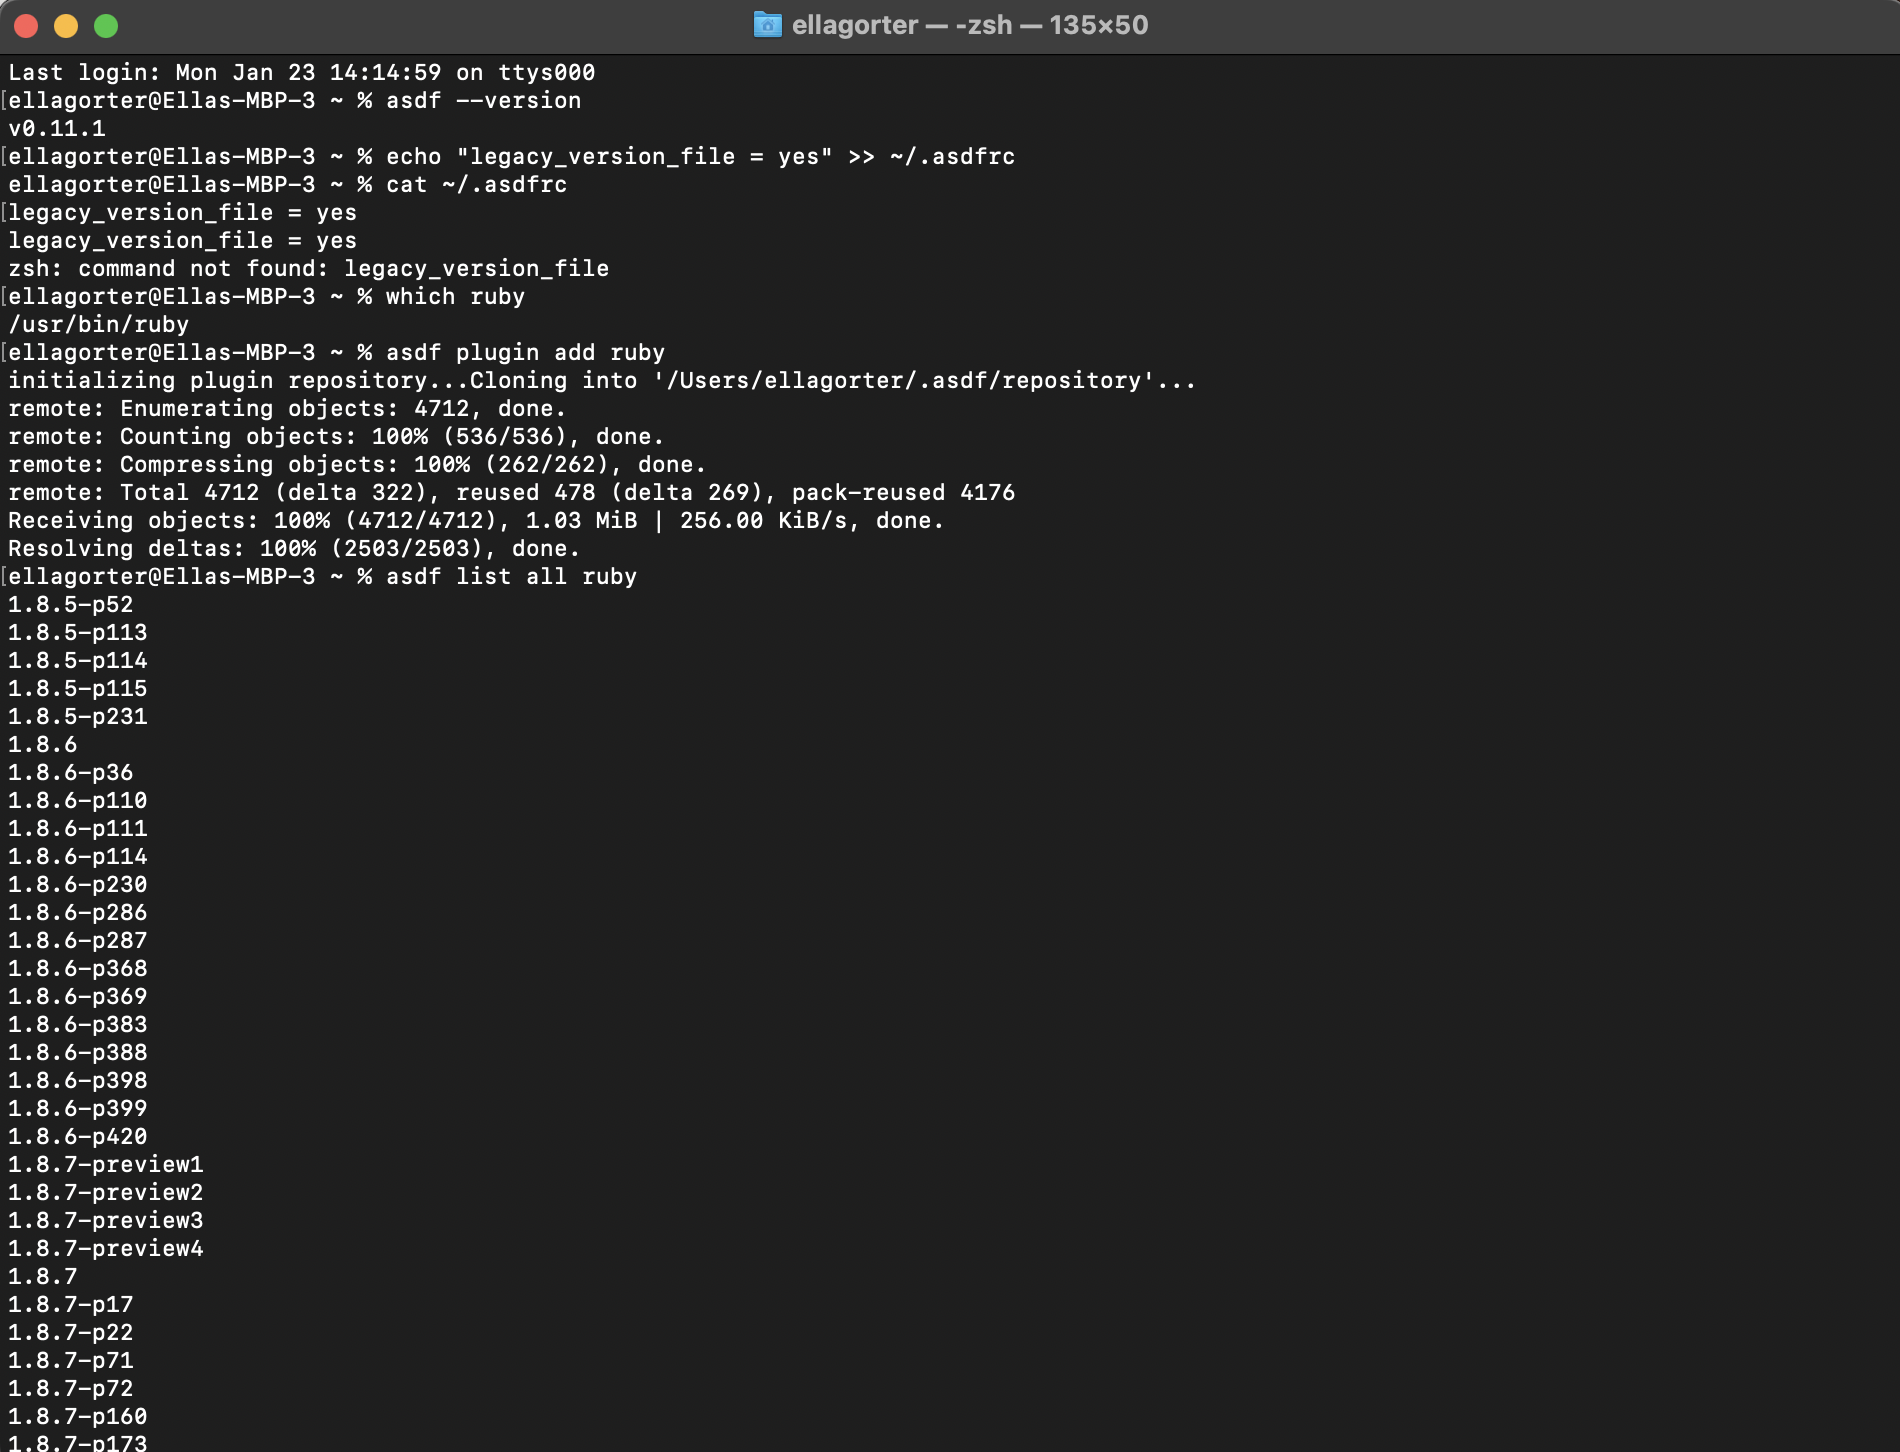 ellagorter — -zsh — 135×50
Last login: Mon Jan 23 14:14:59 on ttys000
[ellagorter@Ellas-MBP-3 ~ % asdf --version
v0.11.1
[ellagorter@Ellas-MBP-3 ~ % echo "legacy_version_file = yes" >> ~/.asdfrc
ellagorter@Ellas-MBP-3 ~ % cat ~/.asdfrc
[legacy_version_file = yes
legacy_version_file = yes
zsh: command not found: legacy_version_file
[ellagorter@Ellas-MBP-3 ~ % which ruby
/usr/bin/ruby
[ellagorter@Ellas-MBP-3 ~ % asdf plugin add ruby
initializing plugin repository...Cloning into '/Users/ellagorter/.asdf/repository'...
remote: Enumerating objects: 4712, done.
remote: Counting objects: 100% (536/536), done.
remote: Compressing objects: 100% (262/262), done.
remote: Total 4712 (delta 322), reused 478 (delta 269), pack-reused 4176
Receiving objects: 100% (4712/4712), 1.03 MiB | 256.00 KiB/s, done.
Resolving deltas: 100% (2503/2503), done.
[ellagorter@Ellas-MBP-3 ~ % asdf list all ruby
1.8.5-p52
1.8.5-p113
1.8.5-p114
1.8.5-p115
1.8.5-p231
1.8.6
1.8.6-p36
1.8.6-p110
1.8.6-p111
1.8.6-p114
1.8.6-p230
1.8.6-p286
1.8.6-p287
1.8.6-p368
1.8.6-p369
1.8.6-p383
1.8.6-p388
1.8.6-p398
1.8.6-p399
1.8.6-p420
1.8.7-preview1
1.8.7-preview2
1.8.7-preview3
1.8.7-preview4
1.8.7
1.8.7-p17
1.8.7-p22
1.8.7-p71
1.8.7-p72
1.8.7-p160
1.8.7-p173